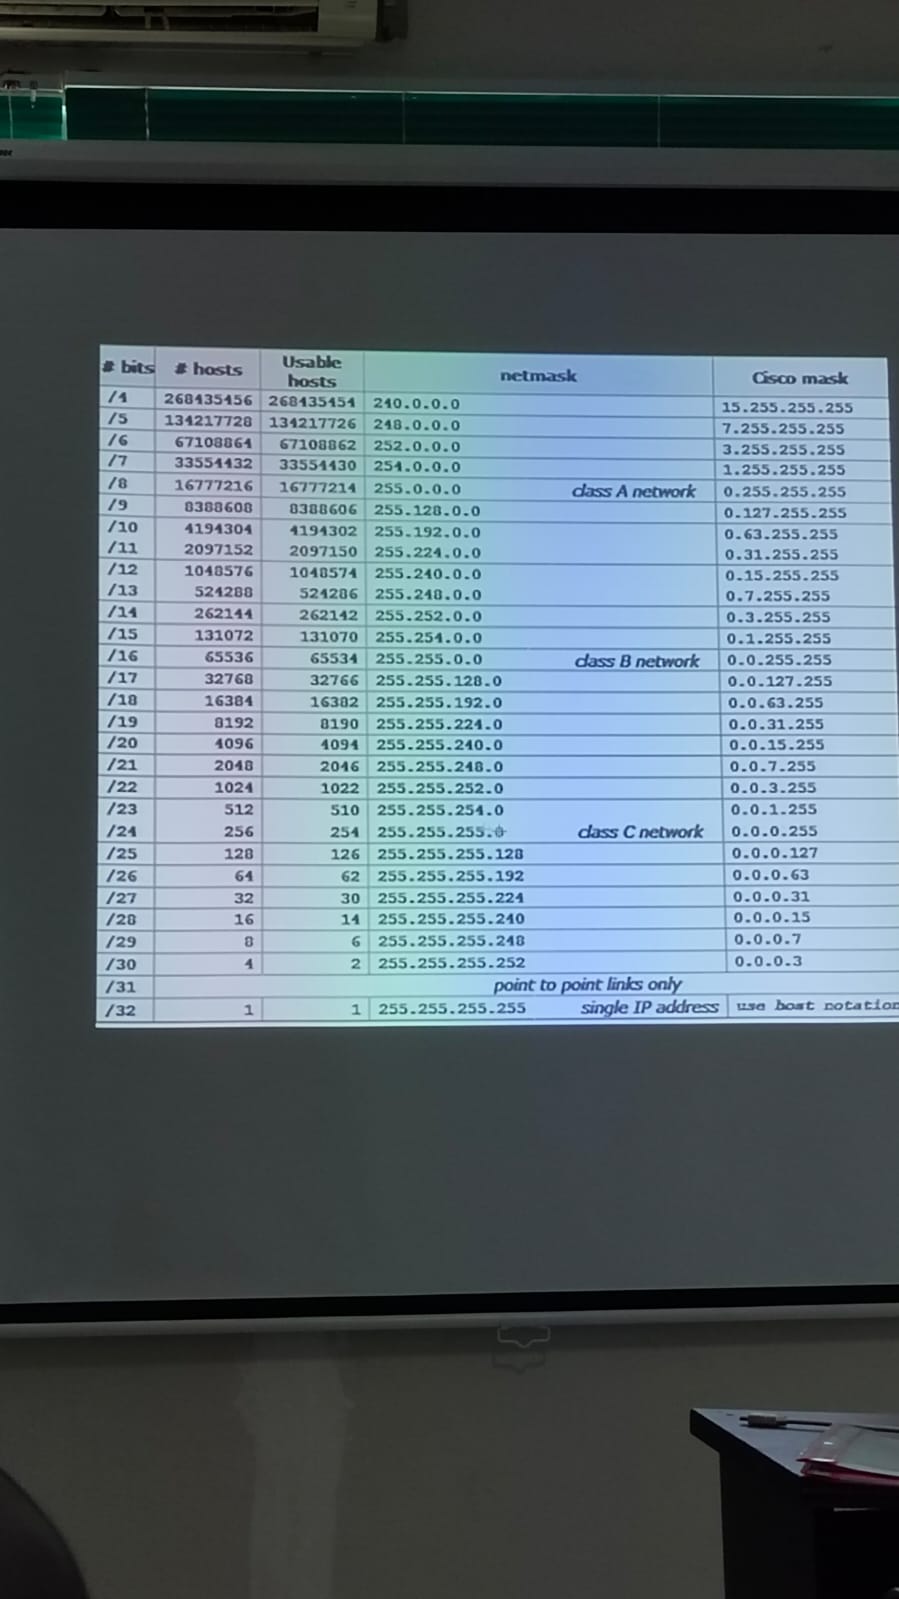 # bits # hosts Usable hosts netmask Cisco mask
/4 268435456 268435454 240.0.0.0 15.255.255.255
/5 134217728 134217726 248.0.0.0 7.255.255.255
/6 67108864 67108862 252.0.0.0 3.255.255.255
/7 33554432 33554430 254.0.0.0 1.255.255.255
/8 16777216 16777214 255.0.0.0 class A network 0.255.255.255
/9 8388608 8388606 255.128.0.0 0.127.255.255
/10 4194304 4194302 255.192.0.0 0.63.255.255
/11 2097152 2097150 255.224.0.0 0.31.255.255
/12 1048576 1048574 255.240.0.0 0.15.255.255
/13 524288 524286 255.248.0.0 0.7.255.255
/14 262144 262142 255.252.0.0 0.3.255.255
/15 131072 131070 255.254.0.0 0.1.255.255
/16 65536 65534 255.255.0.0 class B network 0.0.255.255
/17 32768 32766 255.255.128.0 0.0.127.255
/18 16384 16382 255.255.192.0 0.0.63.255
/19 8192 8190 255.255.224.0 0.0.31.255
/20 4096 4094 255.255.240.0 0.0.15.255
/21 2048 2046 255.255.248.0 0.0.7.255
/22 1024 1022 255.255.252.0 0.0.3.255
/23 512 510 255.255.254.0 0.0.1.255
/24 256 254 255.255.255.0 class C network 0.0.0.255
/25 128 126 255.255.255.128 0.0.0.127
/26 64 62 255.255.255.192 0.0.0.63
/27 32 30 255.255.255.224 0.0.0.31
/28 16 14 255.255.255.240 0.0.0.15
/29 8 6 255.255.255.248 0.0.0.7
/30 4 2 255.255.255.252 0.0.0.3
/31 point to point links only
/32 1 1 255.255.255.255 single IP address use host notation